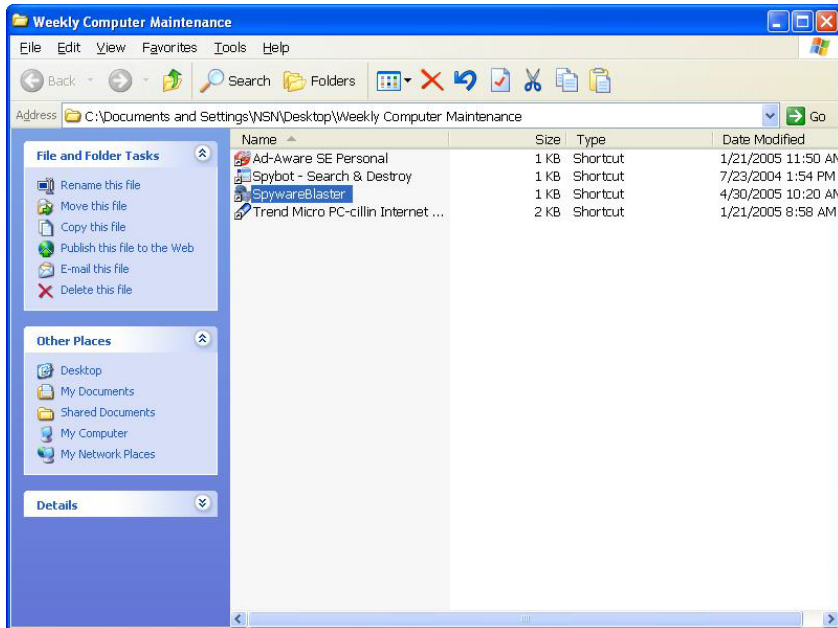 Weekly Computer Maintenance
File Edit View Favorites Tools Help
Back Search Folders
Address C:\Documents and Settings\NSN\Desktop\Weekly Computer Maintenance Go
Name Size Type Date Modified
Ad-Aware SE Personal 1 KB Shortcut 1/21/2005 11:50 AM
Spybot - Search & Destroy 1 KB Shortcut 7/23/2004 1:54 PM
SpywareBlaster 1 KB Shortcut 4/30/2005 10:20 AM
Trend Micro PC-cillin Internet ... 2 KB Shortcut 1/21/2005 8:58 AM
File and Folder Tasks
Rename this file
Move this file
Copy this file
Publish this file to the Web
E-mail this file
Delete this file
Other Places
Desktop
My Documents
Shared Documents
My Computer
My Network Places
Details